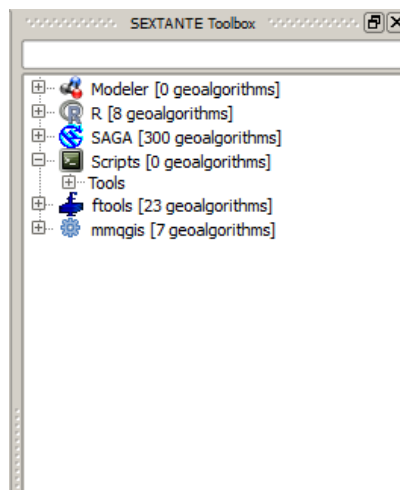 SEXTANTE Toolbox
Modeler [0 geoalgorithms]
R [8 geoalgorithms]
SAGA [300 geoalgorithms]
Scripts [0 geoalgorithms]
Tools
ftools [23 geoalgorithms]
mmqgis [7 geoalgorithms]